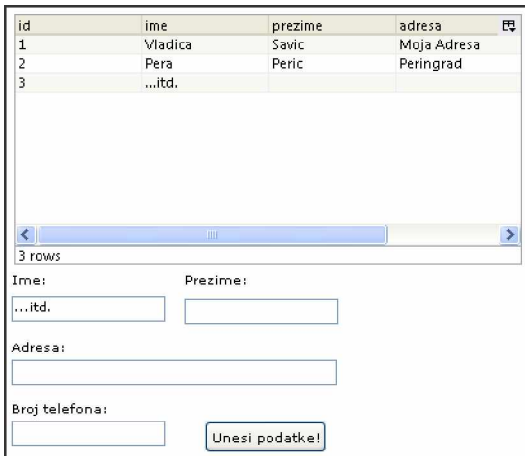 id ime prezime adresa
1 Vladica Savic Moja Adresa
2 Pera Peric Peringrad
3 ...itd.
3 rows
Ime: Prezime:
...itd.
Adresa:
Broj telefona:
Unesi podatke!